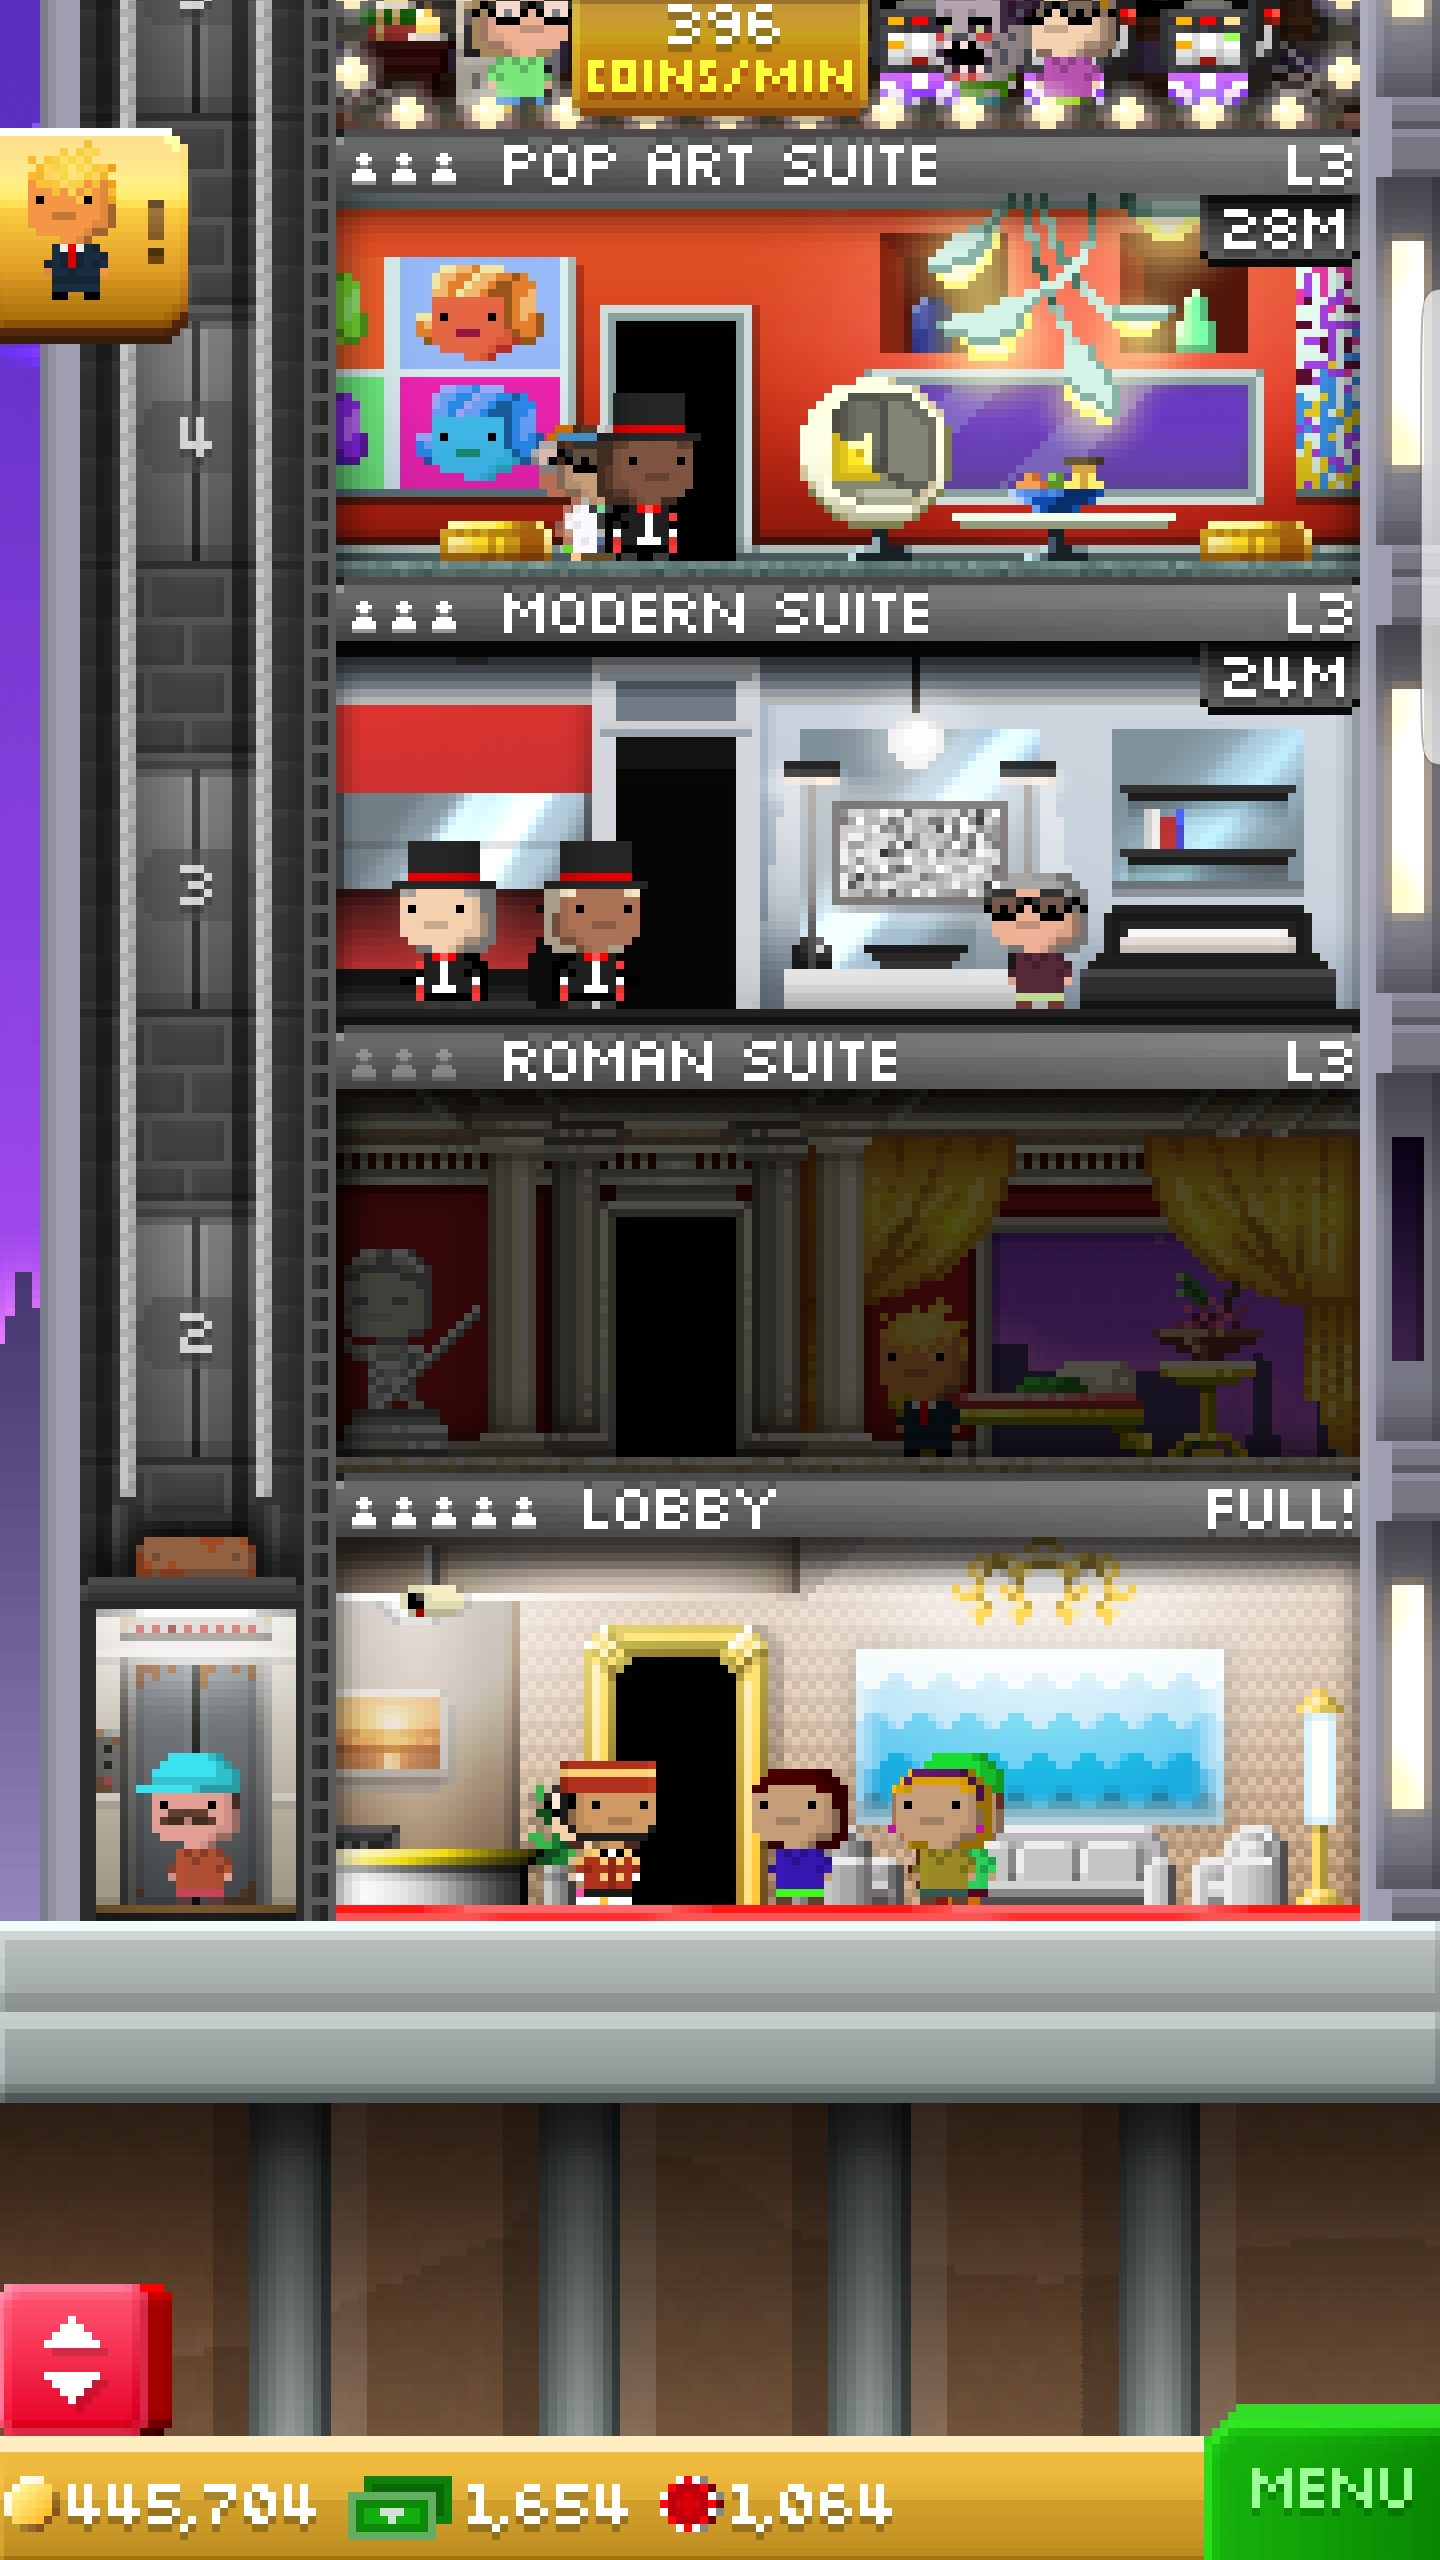 396
COINS/MIN
POP ART SUITE L3
28M
!
4
MODERN SUITE L3
24M
3
ROMAN SUITE L3
2
LOBBY FULL!
445,704 1,654 1,064
MENU